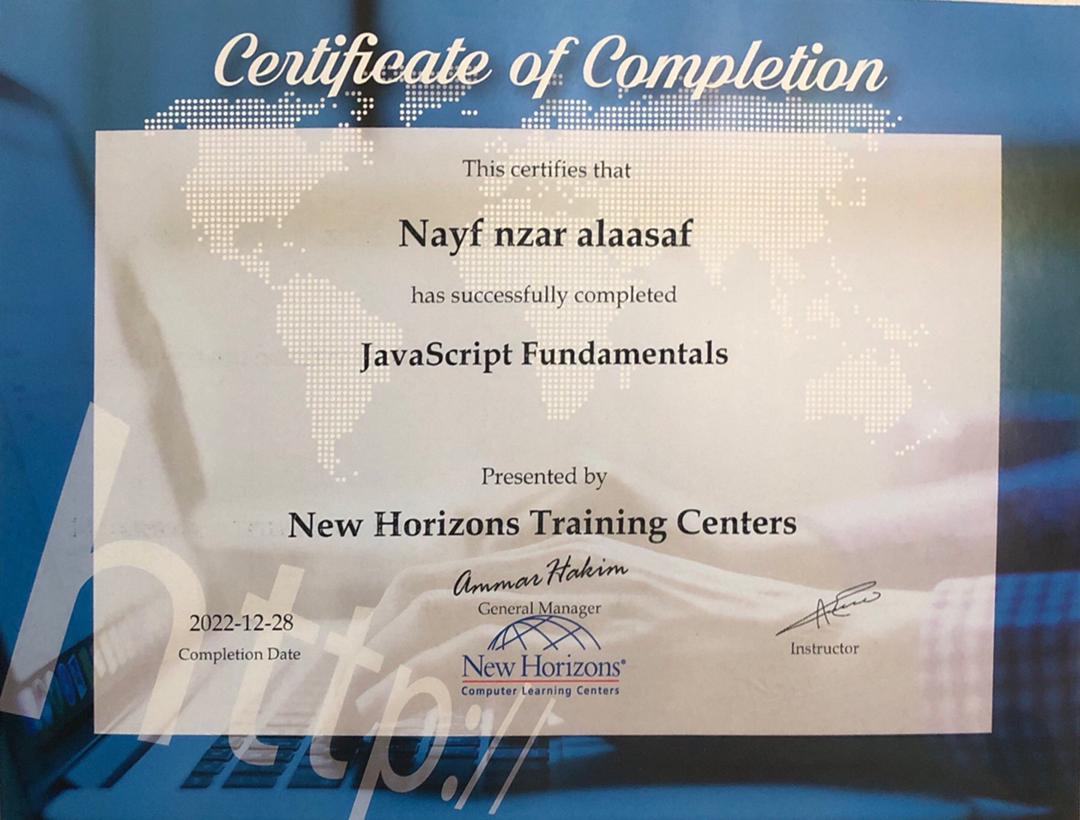 Certificate of Completion
This certifies that
Nayf nzar alaasaf
has successfully completed
JavaScript Fundamentals
Presented by
New Horizons Training Centers
Ammar Hakim
General Manager
2022-12-28
Completion Date
Instructor
New Horizons®
Computer Learning Centers
http://